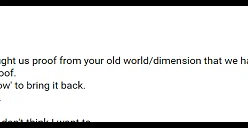 ght us proof from your old world/dimension that we ha
oof.
ow' to bring it back.
don't think I want to